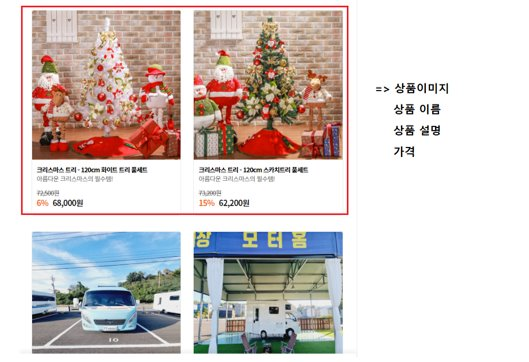 크리스마스 트리 - 120cm 화이트 트리 풀세트
아름다운 크리스마스의 필수템!
72,500원
6% 68,000원
크리스마스 트리 - 120cm 스카치트리 풀세트
아름다운 크리스마스의 필수템!
73,200원
15% 62,200원
=> 상품이미지
상품 이름
상품 설명
가격
장 모터홈
10